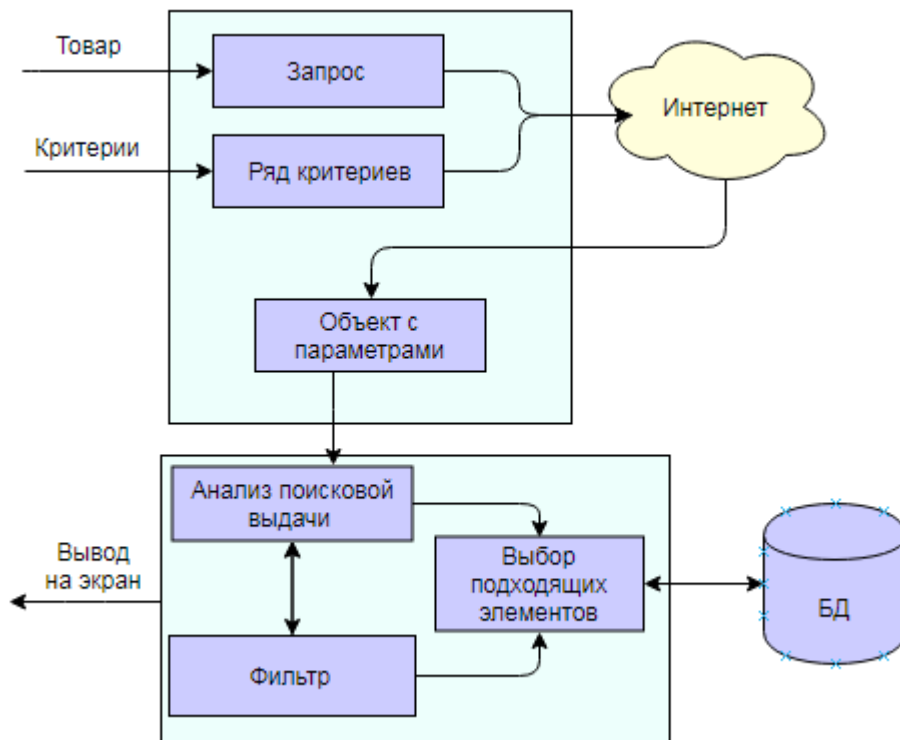 Товар
Запрос
Интернет
Критерии
Ряд критериев
Объект с
параметрами
Анализ поисковой
выдачи
Вывод
на экран
Выбор
подходящих
элементов
БД
Фильтр